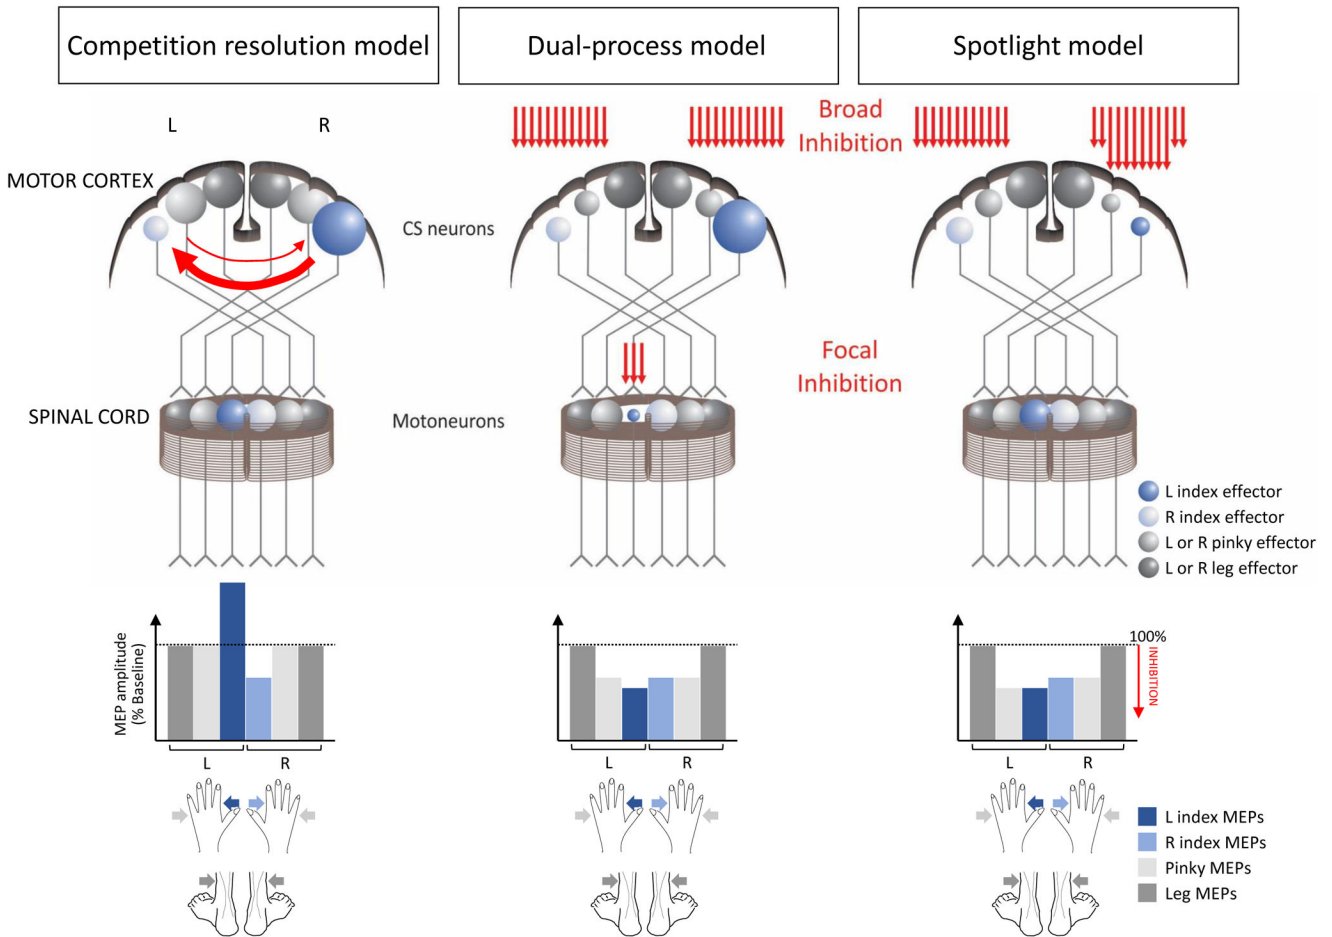 Competition resolution model
Dual-process model
Spotlight model
L
R
Broad
Inhibition
MOTOR CORTEX
CS neurons
Focal
Inhibition
SPINAL CORD
Motoneurons
L index effector
R index effector
L or R pinky effector
L or R leg effector
MEP amplitude
(% Baseline)
100%
INHIBITION
L
R
L
R
L
R
L index MEPs
R index MEPs
Pinky MEPs
Leg MEPs